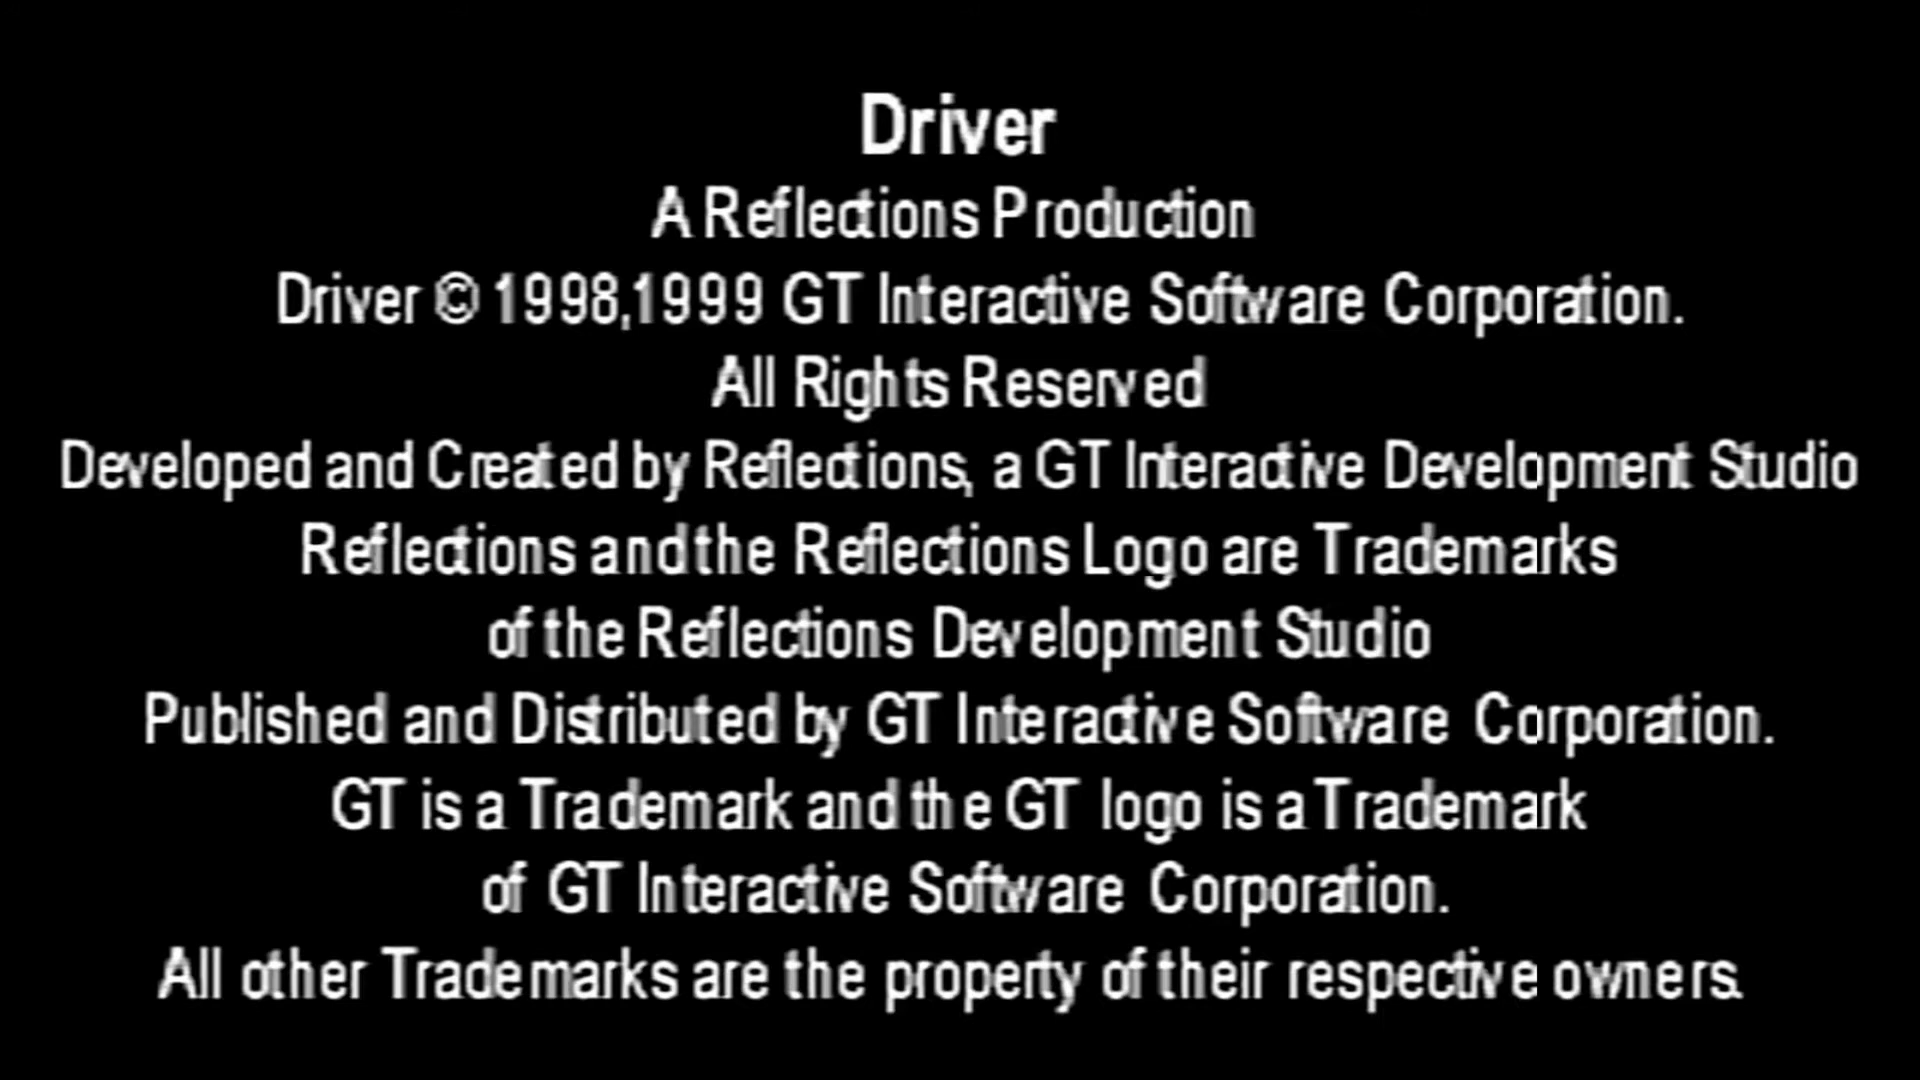 Driver
A Reflections Production
Driver © 1998,1999 GT Interactive Software Corporation.
All Rights Reserved
Developed and Created by Reflections, a GT Interactive Development Studio
Reflections and the Reflections Logo are Trademarks
of the Reflections Development Studio
Published and Distributed by GT Interactive Software Corporation.
GT is a Trademark and the GT logo is a Trademark
of GT Interactive Software Corporation.
All other Trademarks are the property of their respective owners.